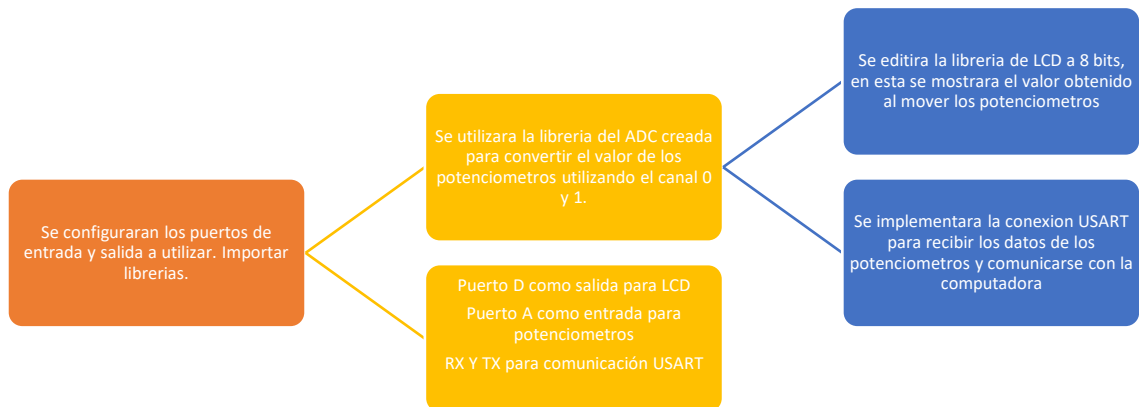 Se configuraran los puertos de
entrada y salida a utilizar. Importar
librerias.
Se utilizara la libreria del ADC creada
para convertir el valor de los
potenciometros utilizando el canal 0
y 1.
Puerto D como salida para LCD
Puerto A como entrada para
potenciometros
RX Y TX para comunicación USART
Se editira la libreria de LCD a 8 bits,
en esta se mostrara el valor obtenido
al mover los potenciometros
Se implementara la conexion USART
para recibir los datos de los
potenciometros y comunicarse con la
computadora